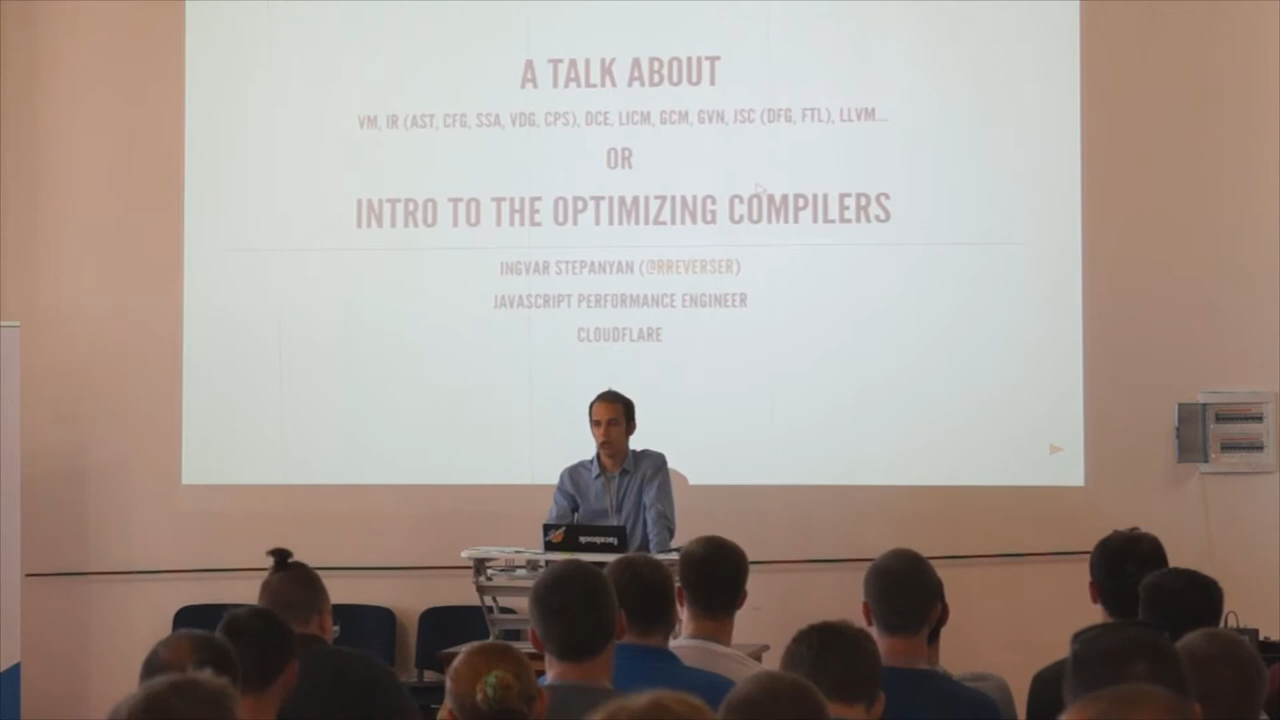 A TALK ABOUT
VM, IR (AST, CFG, SSA, VDG, CPS), DCE, LICM, GCM, GVN, JSC (DFG, FTL), LLVM...
OR
INTRO TO THE OPTIMIZING COMPILERS
INGVAR STEPANYAN (@RREVERSER)
JAVASCRIPT PERFORMANCE ENGINEER
CLOUDFLARE
facebook